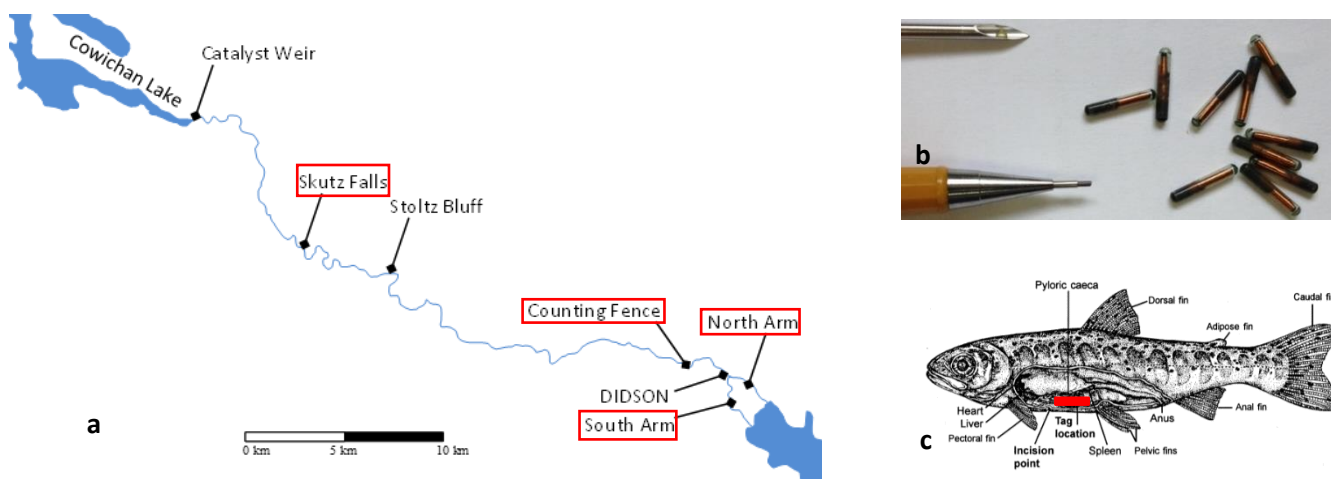 Cowichan Lake
Catalyst Weir
Skutz Falls
Stoltz Bluff
Counting Fence
North Arm
DIDSON
South Arm
a
0 km
5 km
10 km
b
Pyloric caeca
Dorsal fin
Caudal fi
Adipose fin
Heart
Liver
Pectoral fin
Incision
point
Tag
location
Spleen
Anus
Pelvic fins
Anal fin
c